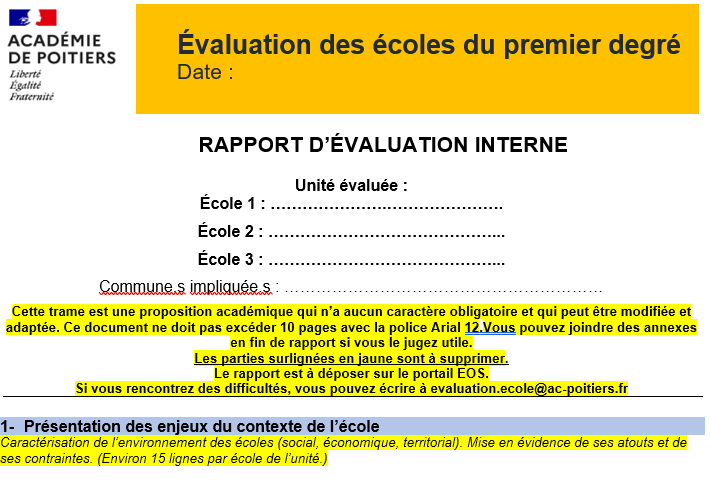 ACADÉMIE
DE POITIERS
Liberté
Égalité
Fraternité
Évaluation des écoles du premier degré
Date :
RAPPORT D’ÉVALUATION INTERNE
Unité évaluée :
École 1 : ………………….………………….
École 2 : ……………………………………...
École 3 : ……………………………………...
Commune.s impliquée.s : ……………………………………………………
Cette trame est une proposition académique qui n’a aucun caractère obligatoire et qui peut être modifiée et
adaptée. Ce document ne doit pas excéder 10 pages avec la police Arial 12.Vous pouvez joindre des annexes
en fin de rapport si vous le jugez utile.
Les parties surlignées en jaune sont à supprimer.
Le rapport est à déposer sur le portail EOS.
Si vous rencontrez des difficultés, vous pouvez écrire à evaluation.ecole@ac-poitiers.fr
1- Présentation des enjeux du contexte de l’école
Caractérisation de l’environnement des écoles (social, économique, territorial). Mise en évidence de ses atouts et de
ses contraintes. (Environ 15 lignes par école de l’unité.)